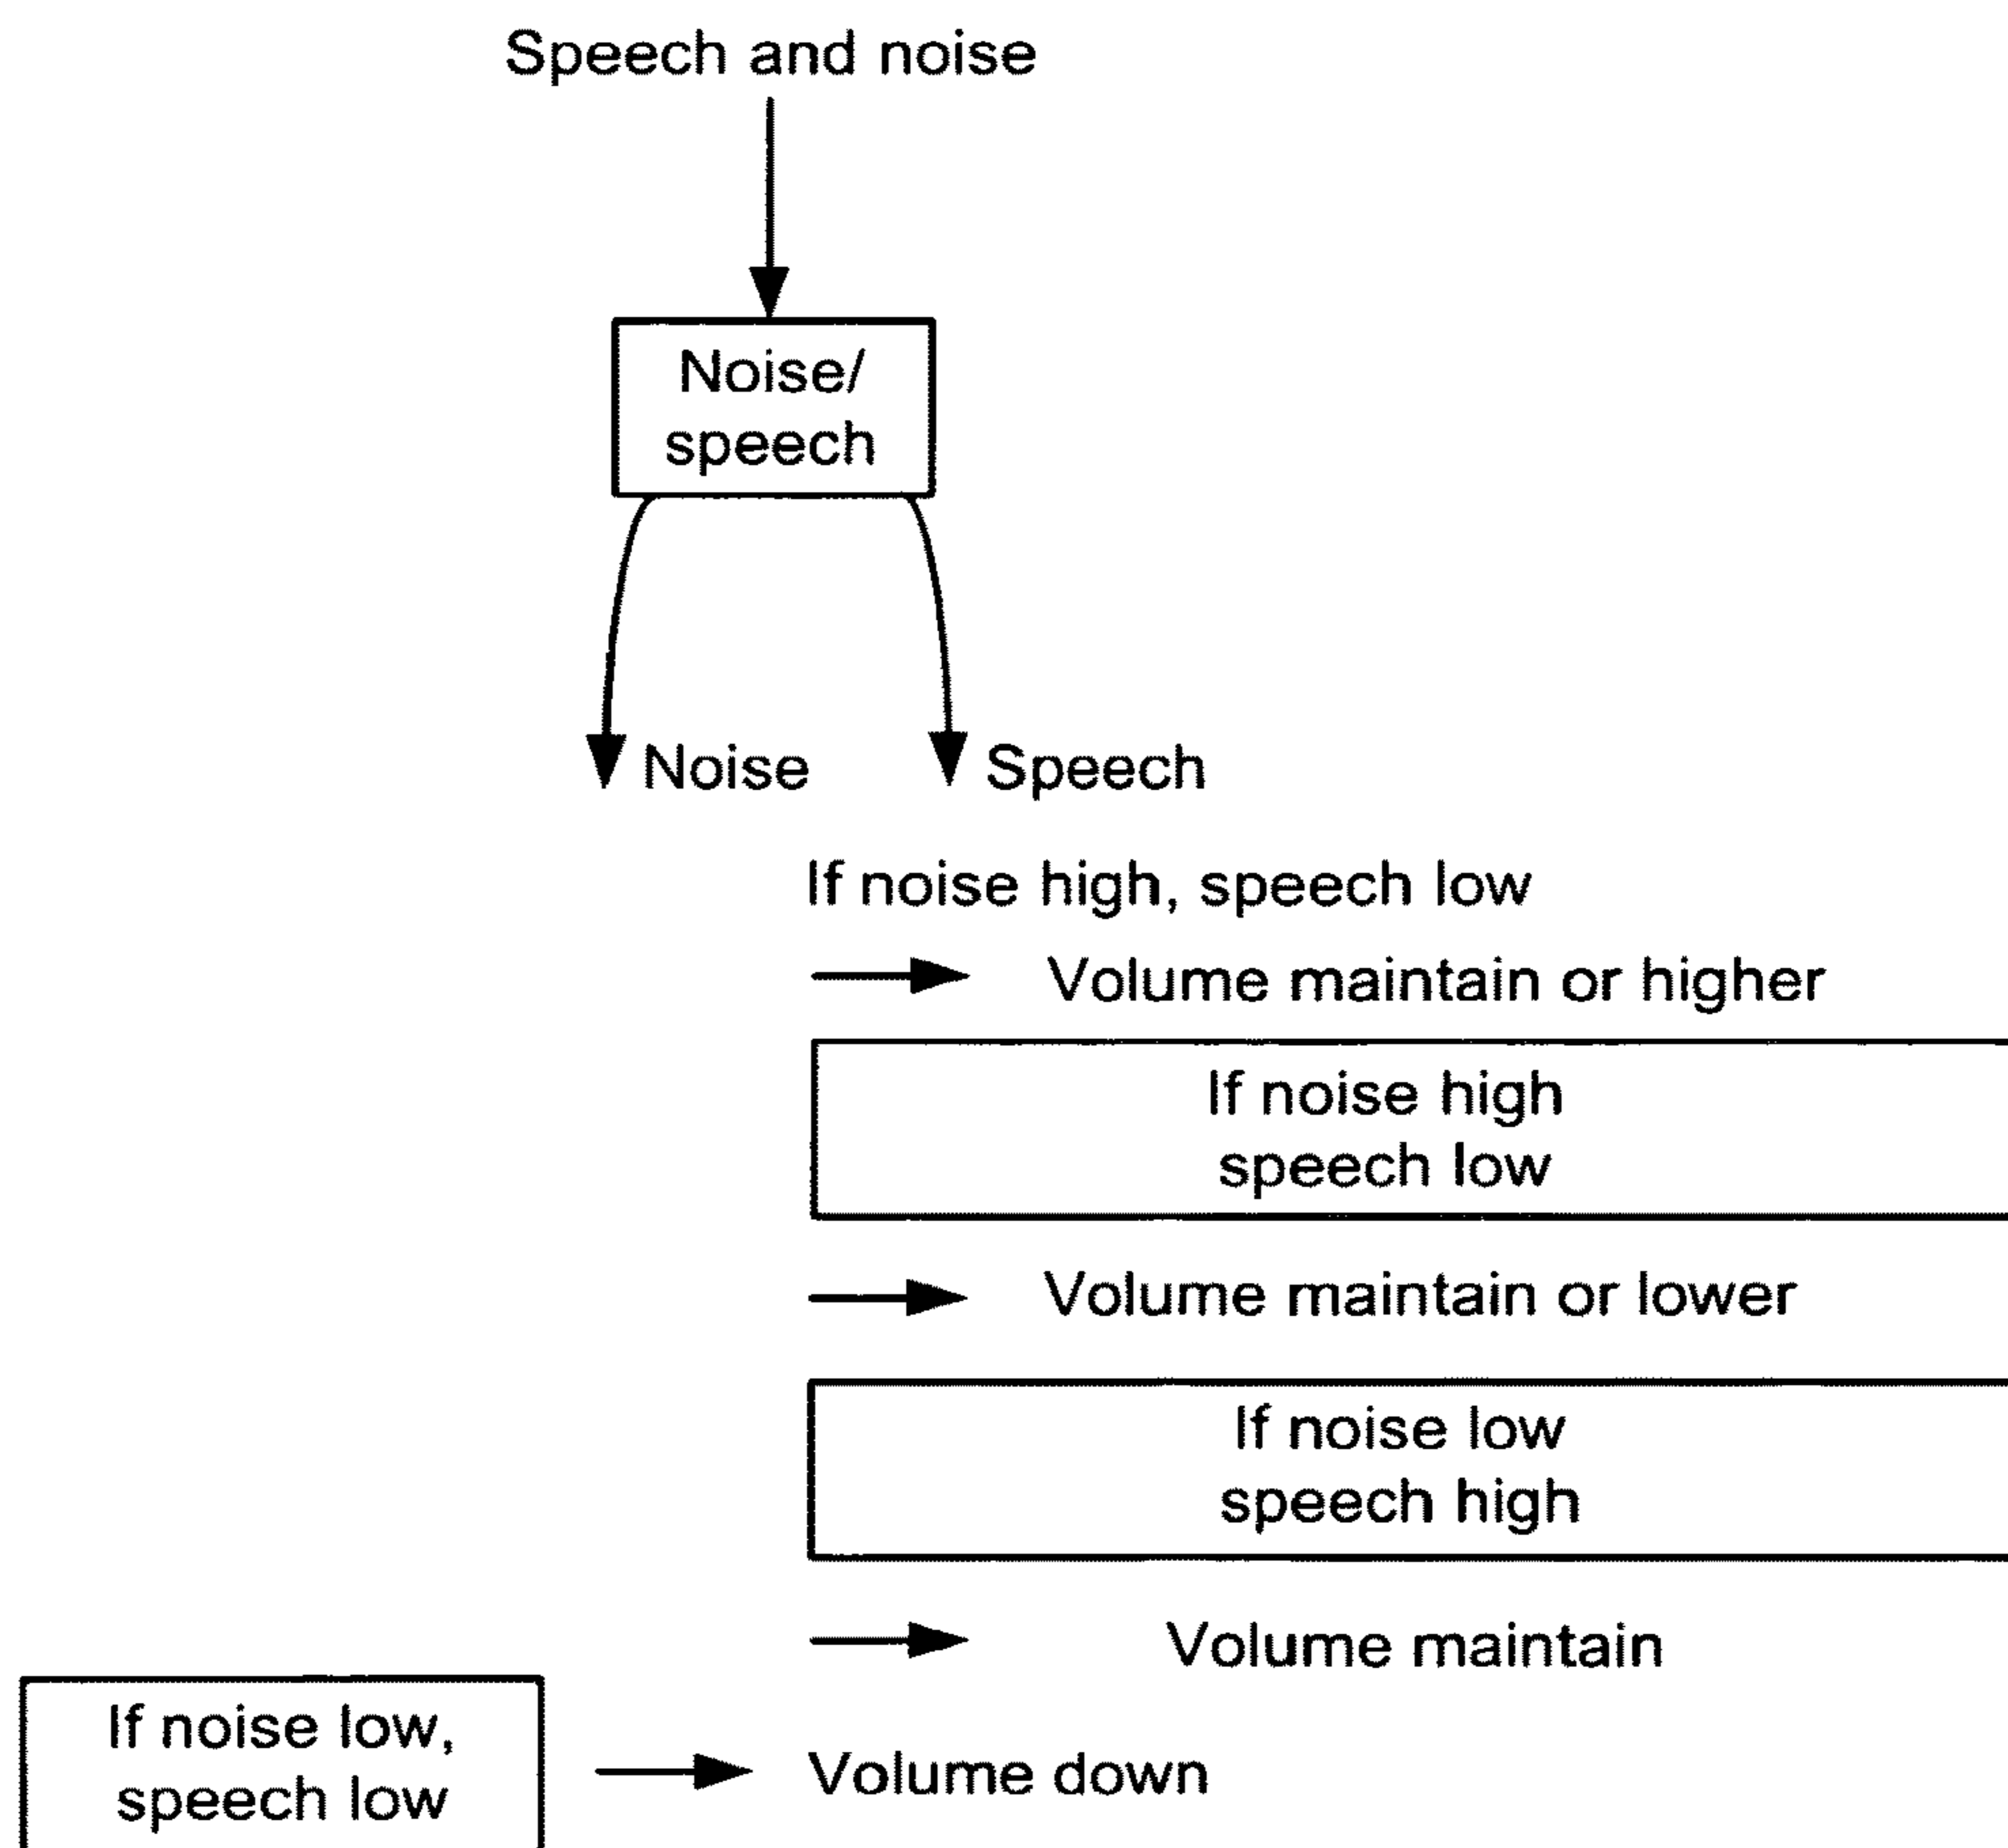 Speech and noise
Noise/
speech
Noise
Speech
If noise high, speech low
Volume maintain or higher
If noise high
speech low
Volume maintain or lower
If noise low
speech high
Volume maintain
If noise low,
speech low
Volume down